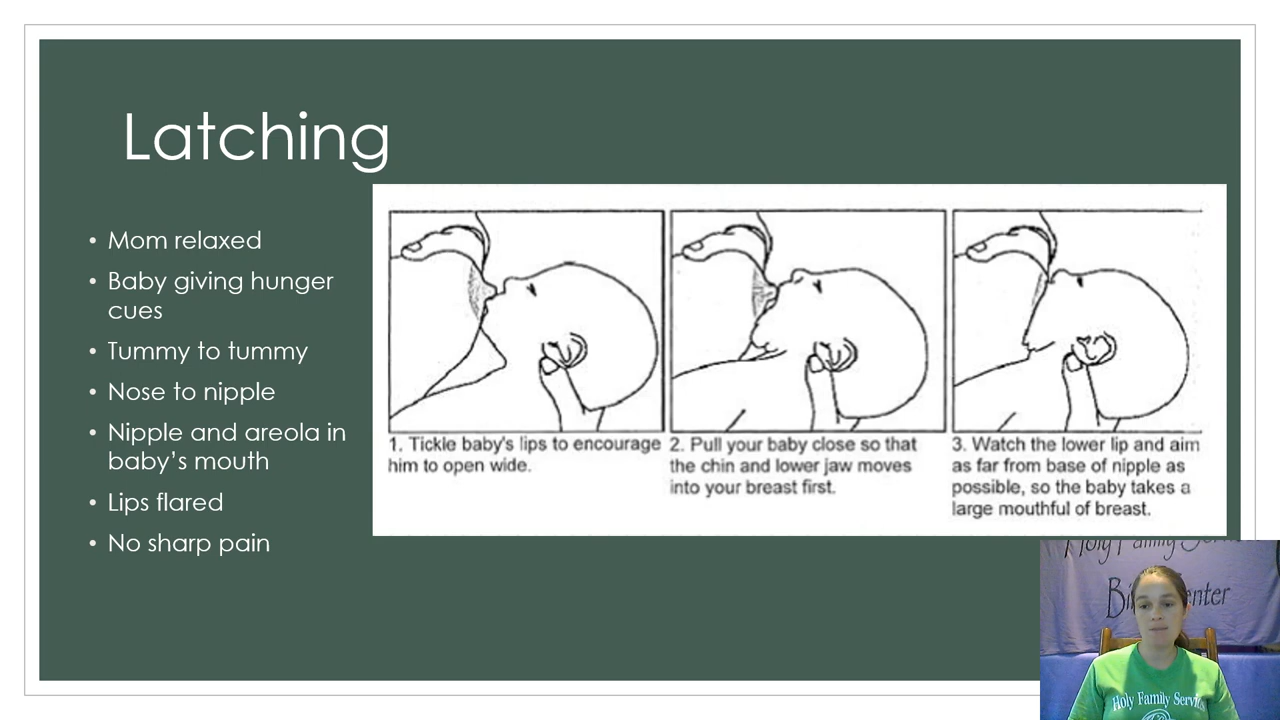 Latching
• Mom relaxed
• Baby giving hunger
cues
• Tummy to tummy
• Nose to nipple
• Nipple and areola in
baby’s mouth
• Lips flared
• No sharp pain
1. Tickle baby's lips to encourage
him to open wide.
2. Pull your baby close so that
the chin and lower jaw moves
into your breast first.
3. Watch the lower lip and aim
as far from base of nipple as
possible, so the baby takes a
large mouthful of breast.
Holy Family
Holy Family